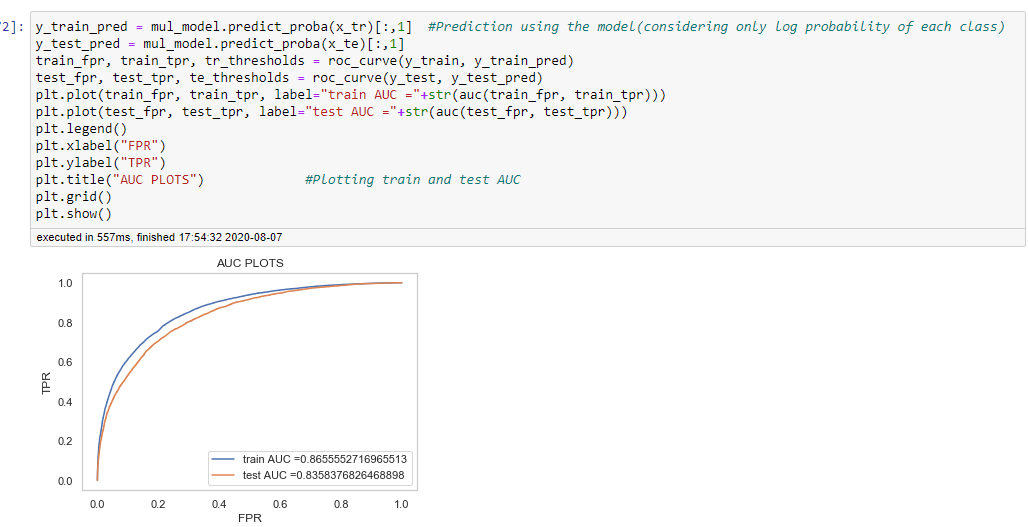 2]: y_train_pred = mul_model.predict_proba(x_tr)[:,1]  #Prediction using the model(considering only log probability of each class)
y_test_pred = mul_model.predict_proba(x_te)[:,1]
train_fpr, train_tpr, tr_thresholds = roc_curve(y_train, y_train_pred)
test_fpr, test_tpr, te_thresholds = roc_curve(y_test, y_test_pred)
plt.plot(train_fpr, train_tpr, label="train AUC ="+str(auc(train_fpr, train_tpr)))
plt.plot(test_fpr, test_tpr, label="test AUC ="+str(auc(test_fpr, test_tpr)))
plt.legend()
plt.xlabel("FPR")
plt.ylabel("TPR")
plt.title("AUC PLOTS")             #Plotting train and test AUC
plt.grid()
plt.show()
executed in 557ms, finished 17:54:32 2020-08-07
AUC PLOTS
1.0
0.8
0.6
0.4
0.2
0.0
TPR
train AUC =0.8655552716965513
test AUC =0.8358376826468898
0.0 0.2 0.4 0.6 0.8 1.0
FPR